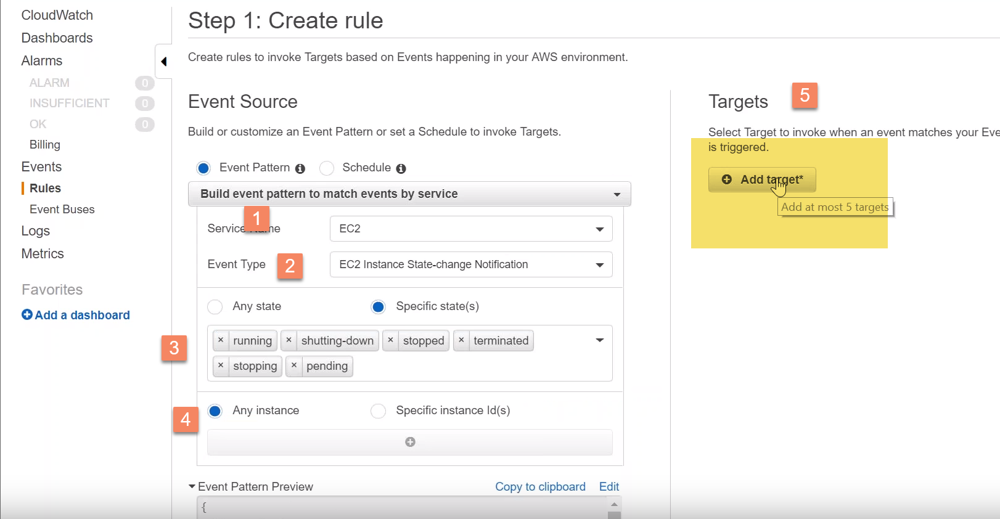 CloudWatch
Dashboards
Alarms
ALARM 0
INSUFFICIENT 0
OK 0
Billing
Events
Rules
Event Buses
Logs
Metrics
Favorites
Add a dashboard
Step 1: Create rule
Create rules to invoke Targets based on Events happening in your AWS environment.
Event Source
Build or customize an Event Pattern or set a Schedule to invoke Targets.
Event Pattern Schedule
Build event pattern to match events by service
1
Service EC2
Event Type 2 EC2 Instance State-change Notification
Any state Specific state(s)
3
× running × shutting-down × stopped × terminated
× stopping × pending
4
Any instance Specific instance Id(s)
Event Pattern Preview Copy to clipboard Edit
{
Targets 5
Select Target to invoke when an event matches your Eve
is triggered.
Add target*
Add at most 5 targets